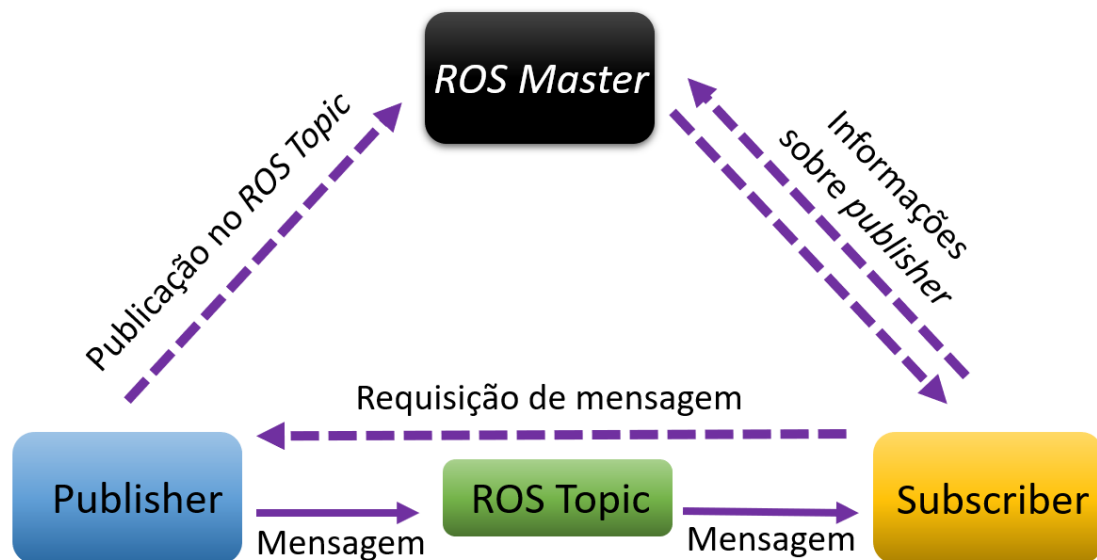 ROS Master
Publicação no ROS Topic
Informações
sobre publisher
Requisição de mensagem
Publisher
ROS Topic
Subscriber
Mensagem
Mensagem